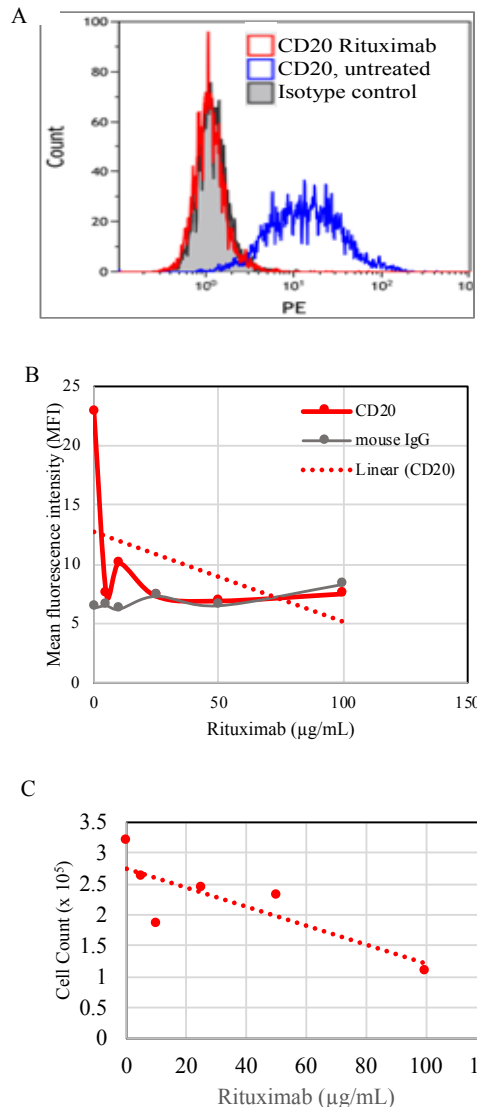 A
CD20 Rituximab
CD20, untreated
Isotype control
100
80
60
40
20
0
Count
10⁰
10¹
10²
PE
B
25
20
15
10
5
0
Mean fluorescence intensity (MFI)
CD20
mouse IgG
Linear (CD20)
0
50
100
150
Rituximab (µg/mL)
C
3.5
3
2.5
2
1.5
1
0.5
0
Cell Count (x 10⁵)
0
20
40
60
80
100
Rituximab (µg/mL)